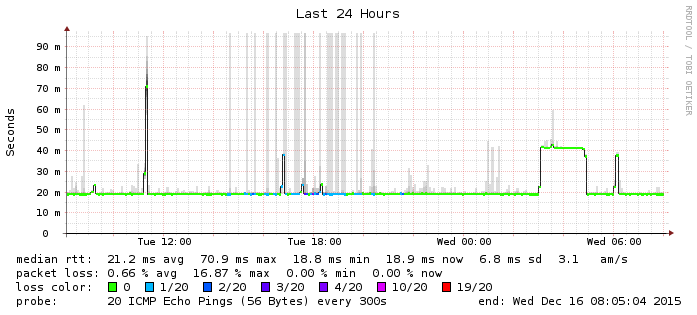 Last 24 Hours
RRDTOOL / TOBI OETIKER
Seconds
90 m
80 m
70 m
60 m
50 m
40 m
30 m
20 m
10 m
0
Tue 12:00 Tue 18:00 Wed 00:00 Wed 06:00
median rtt: 21.2 ms avg 70.9 ms max 18.8 ms min 18.9 ms now 6.8 ms sd 3.1 am/s
packet loss: 0.66 % avg 16.87 % max 0.00 % min 0.00 % now
loss color: 0 1/20 2/20 3/20 4/20 10/20 19/20
probe: 20 ICMP Echo Pings (56 Bytes) every 300s end: Wed Dec 16 08:05:04 2015